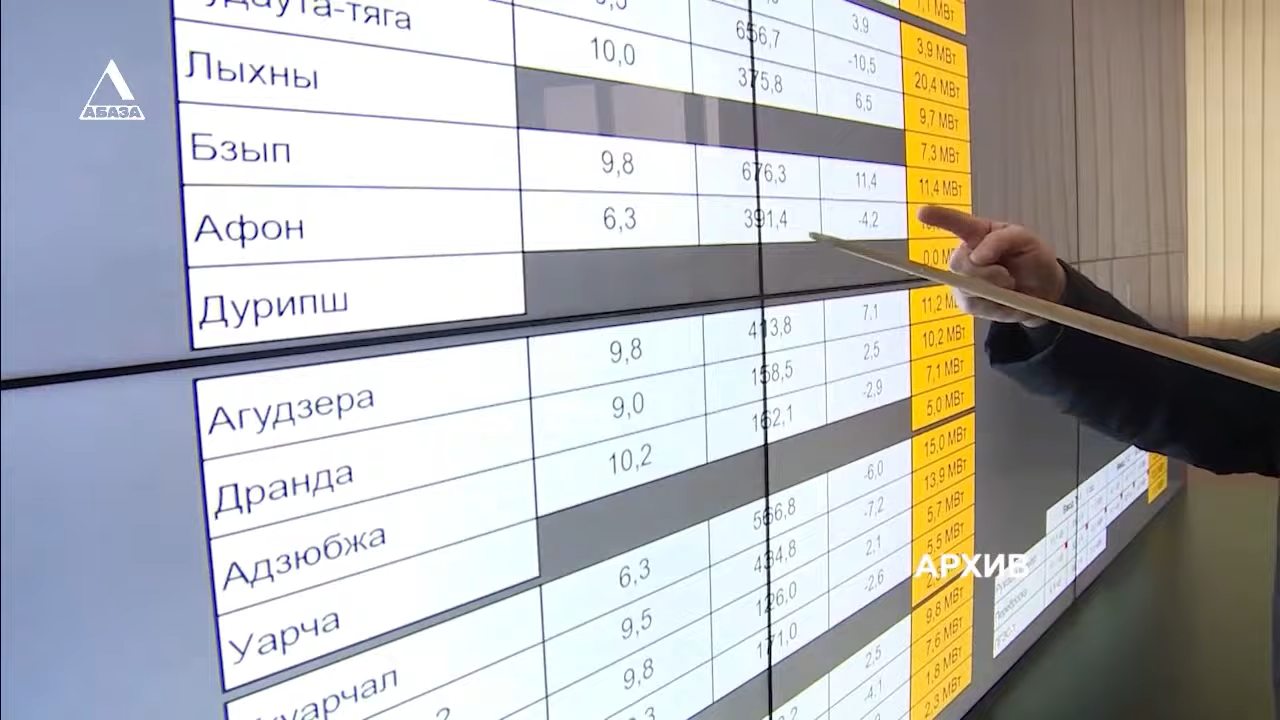 АБАЗА
10,0 656,7 3,9 3,9 МВт
Лыхны 375,8 -10,5 20,4 МВт
6,5 9,7 МВт
Бзып 7,3 МВт
9,8 676,3 11,4 11,4 МВт
Афон 6,3 391,4 -4,2
Дурипш
9,8 413,8 7,1
Агудзера 9,0 158,5 2,5 10,2 МВт
Дранда 10,2 162,1 -2,9 7,1 МВт
5,0 МВт
Адзюбжа -6,0 15,0 МВт
6,3 566,8 -7,2 13,9 МВт
Уарча 9,5 434,8 2,1 5,7 МВт
9,8 126,0 -2,6 5,5 МВт
171,0
2,5 9,8 МВт
-4,1 7,6 МВт
1,8 МВт
2,3 МВт
АРХИВ